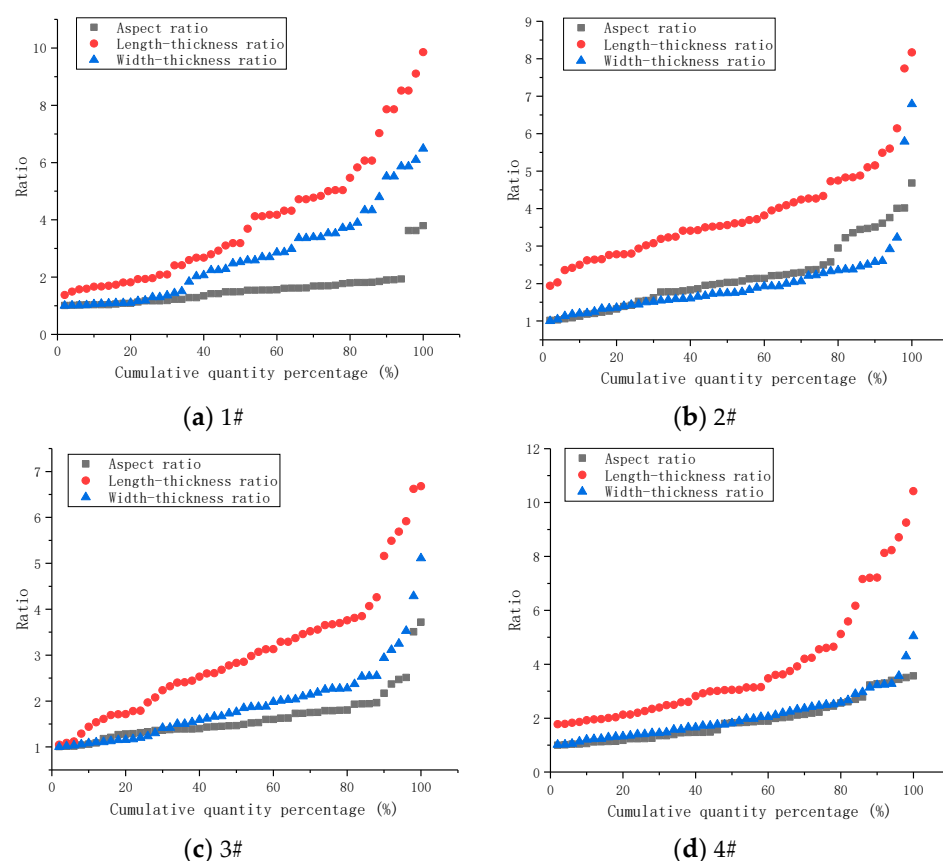 Aspect ratio
Length-thickness ratio
Width-thickness ratio
10
8
6
4
2
0
Ratio
0 20 40 60 80 100
Cumulative quantity percentage (%)
(a) 1#
Aspect ratio
Length-thickness ratio
Width-thickness ratio
9
8
7
6
5
4
3
2
1
Ratio
0 20 40 60 80 100
Cumulative quantity percentage (%)
(b) 2#
Aspect ratio
Length-thickness ratio
Width-thickness ratio
7
6
5
4
3
2
1
Ratio
0 20 40 60 80 100
Cumulative quantity percentage (%)
(c) 3#
Aspect ratio
Length-thickness ratio
Width-thickness ratio
12
10
8
6
4
2
0
Ratio
0 20 40 60 80 100
Cumulative quantity percentage (%)
(d) 4#